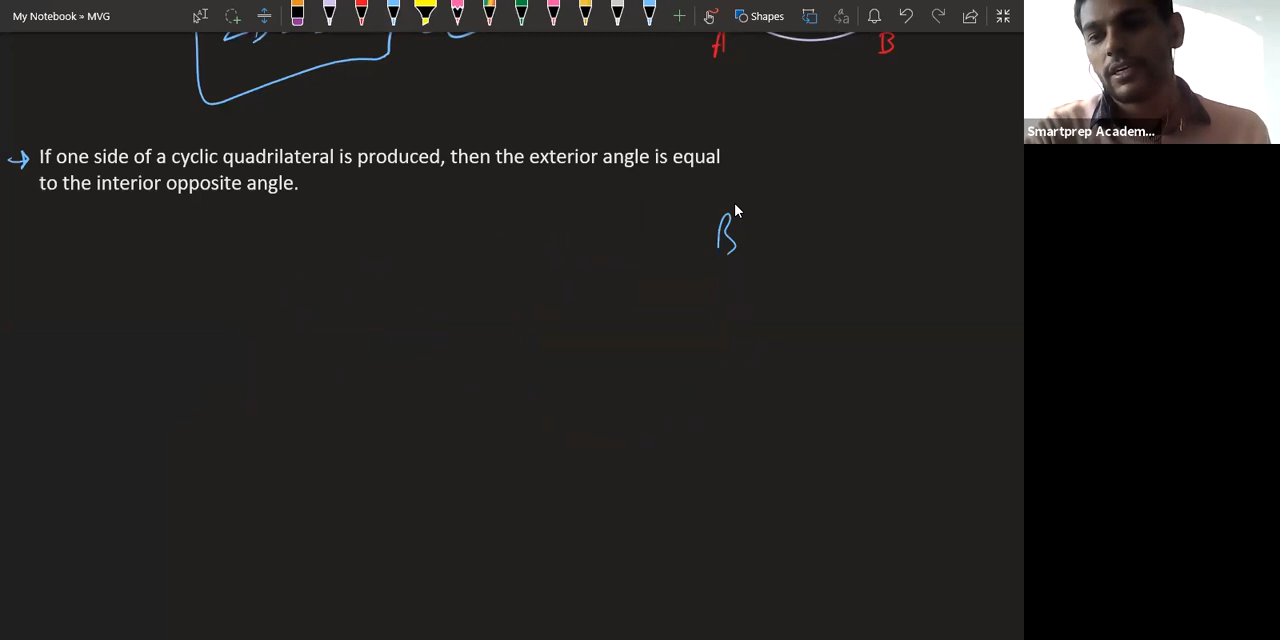 My Notebook » MVG
Shapes
A B
Smartprep Academ...
If one side of a cyclic quadrilateral is produced, then the exterior angle is equal
to the interior opposite angle.
B